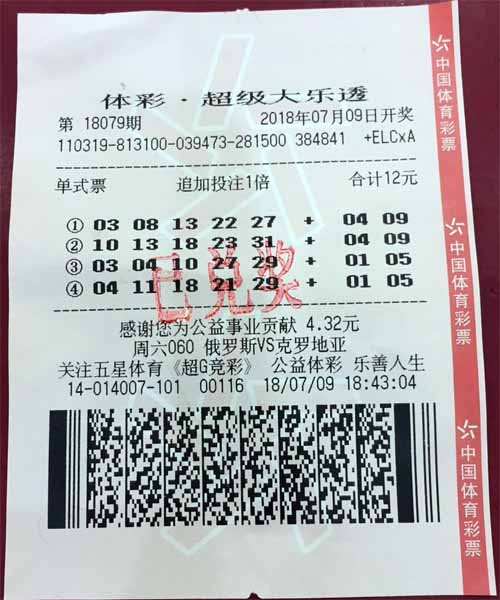 体彩·超级大乐透
第 18079期 2018年07月09日开奖
110319-813100-039473-281500 384841 +ELCxA
单式票 追加投注1倍 合计12元
① 03 08 13 22 27 + 04 09
② 10 13 18 23 31 + 04 09
③ 03 04 10 27 29 + 01 05
④ 04 11 18 21 29 + 01 05
已兑奖
感谢您为公益事业贡献 4.32元
周六060 俄罗斯VS克罗地亚
关注五星体育《超G竞彩》 公益体彩 乐善人生
14-014007-101 00116 18/07/09 18:43:04
中国体育彩票
中国体育彩票
中国体育彩票